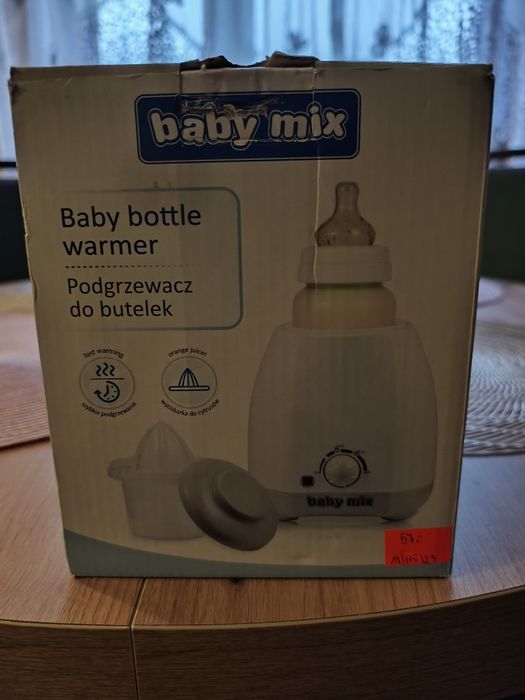 baby mix
Baby bottle
warmer
Podgrzewacz
do butelek
fast warming
szybkie podgrzewanie
orange juicer
wyciskarka do cytrusów
baby mix